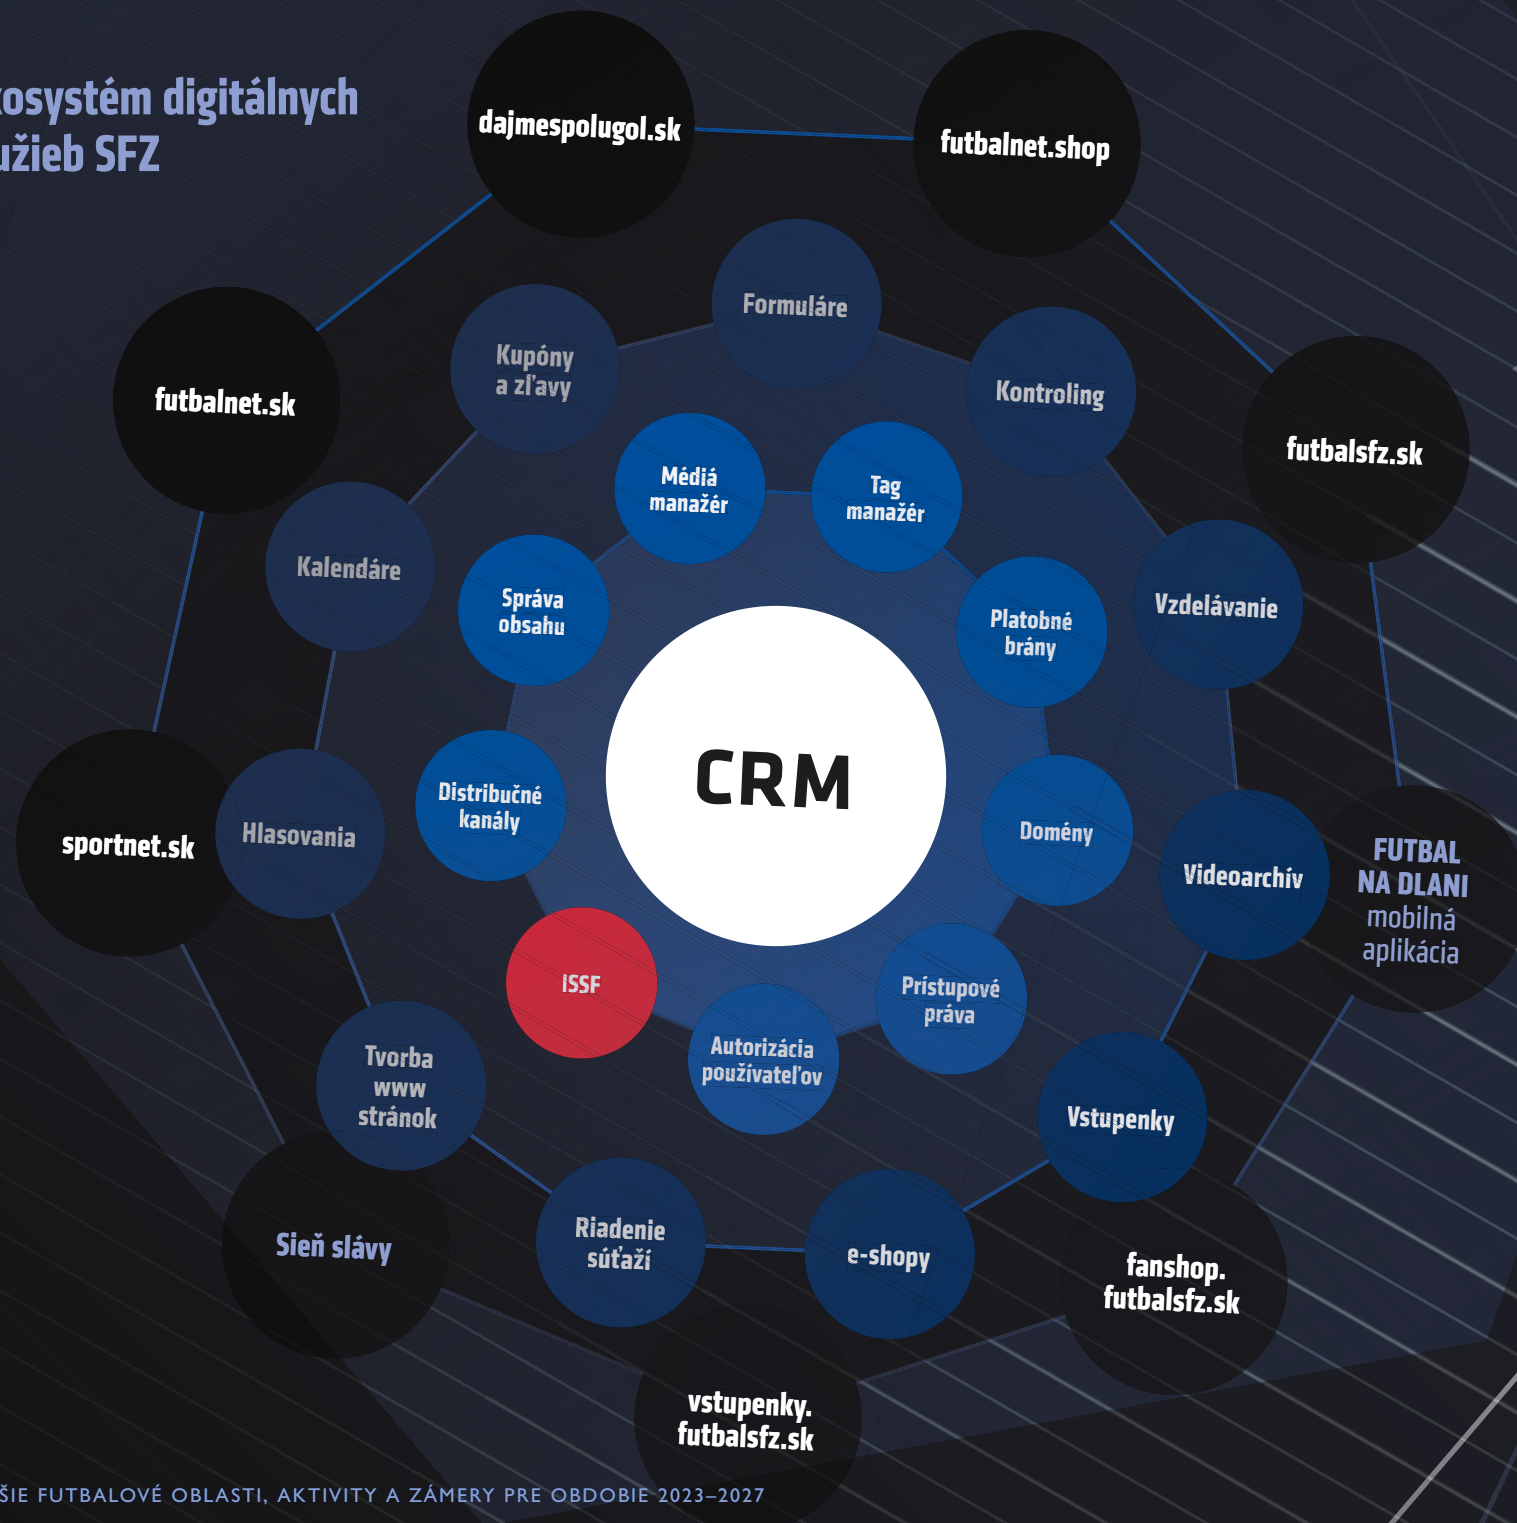 kosystém digitálnych
užieb SFZ
dajmespolugol.sk
futbalnet.shop
futbalnet.sk
futbalsfz.sk
sportnet.sk
FUTBAL
NA DLANI
mobilná
aplikácia
Sieň slávy
vstupenky.
futbalsfz.sk
fanshop.
futbalsfz.sk
Formuláre
Kupóny
a zľavy
Kontroling
Kalendáre
Vzdelávanie
Hlasovania
Videoarchív
Tvorba
www
stránok
Vstupenky
Riadenie
súťaží
e-shopy
Médiá
manažér
Tag
manažér
Správa
obsahu
Platobné
brány
Distribučné
kanály
Domény
ISSF
Prístupové
práva
Autorizácia
používateľov
CRM
ŠIE FUTBALOVÉ OBLASTI, AKTIVITY A ZÁMERY PRE OBDOBIE 2023–2027